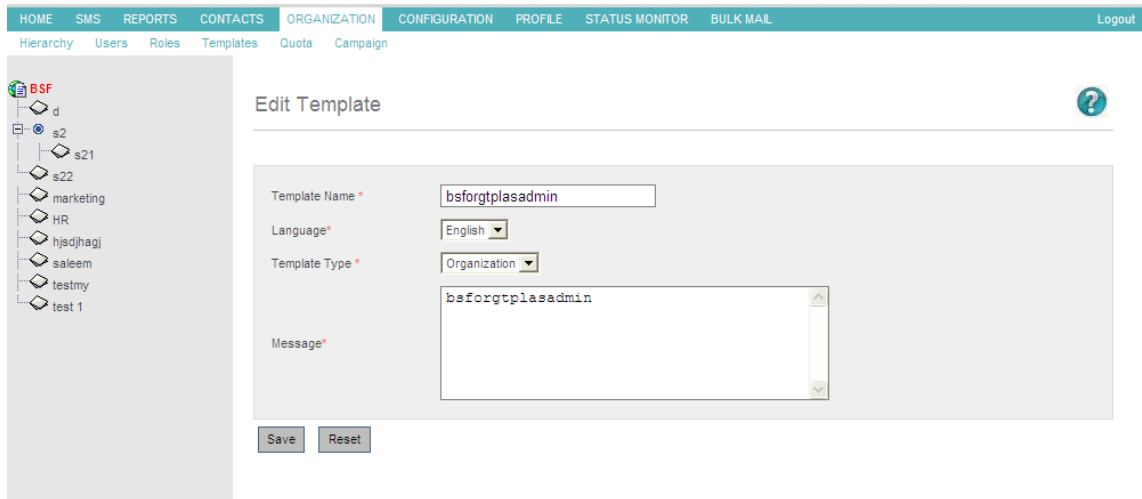 HOME SMS REPORTS CONTACTS ORGANIZATION CONFIGURATION PROFILE STATUS MONITOR BULK MAIL Logout
Hierarchy Users Roles Templates Quota Campaign
BSF
d
s2
s21
s22
marketing
HR
hjsdjhagj
saleem
testmy
test 1
Edit Template
?
Template Name * bsforgtplasadmin
Language* English
Template Type * Organization
Message* bsforgtplasadmin
Save Reset